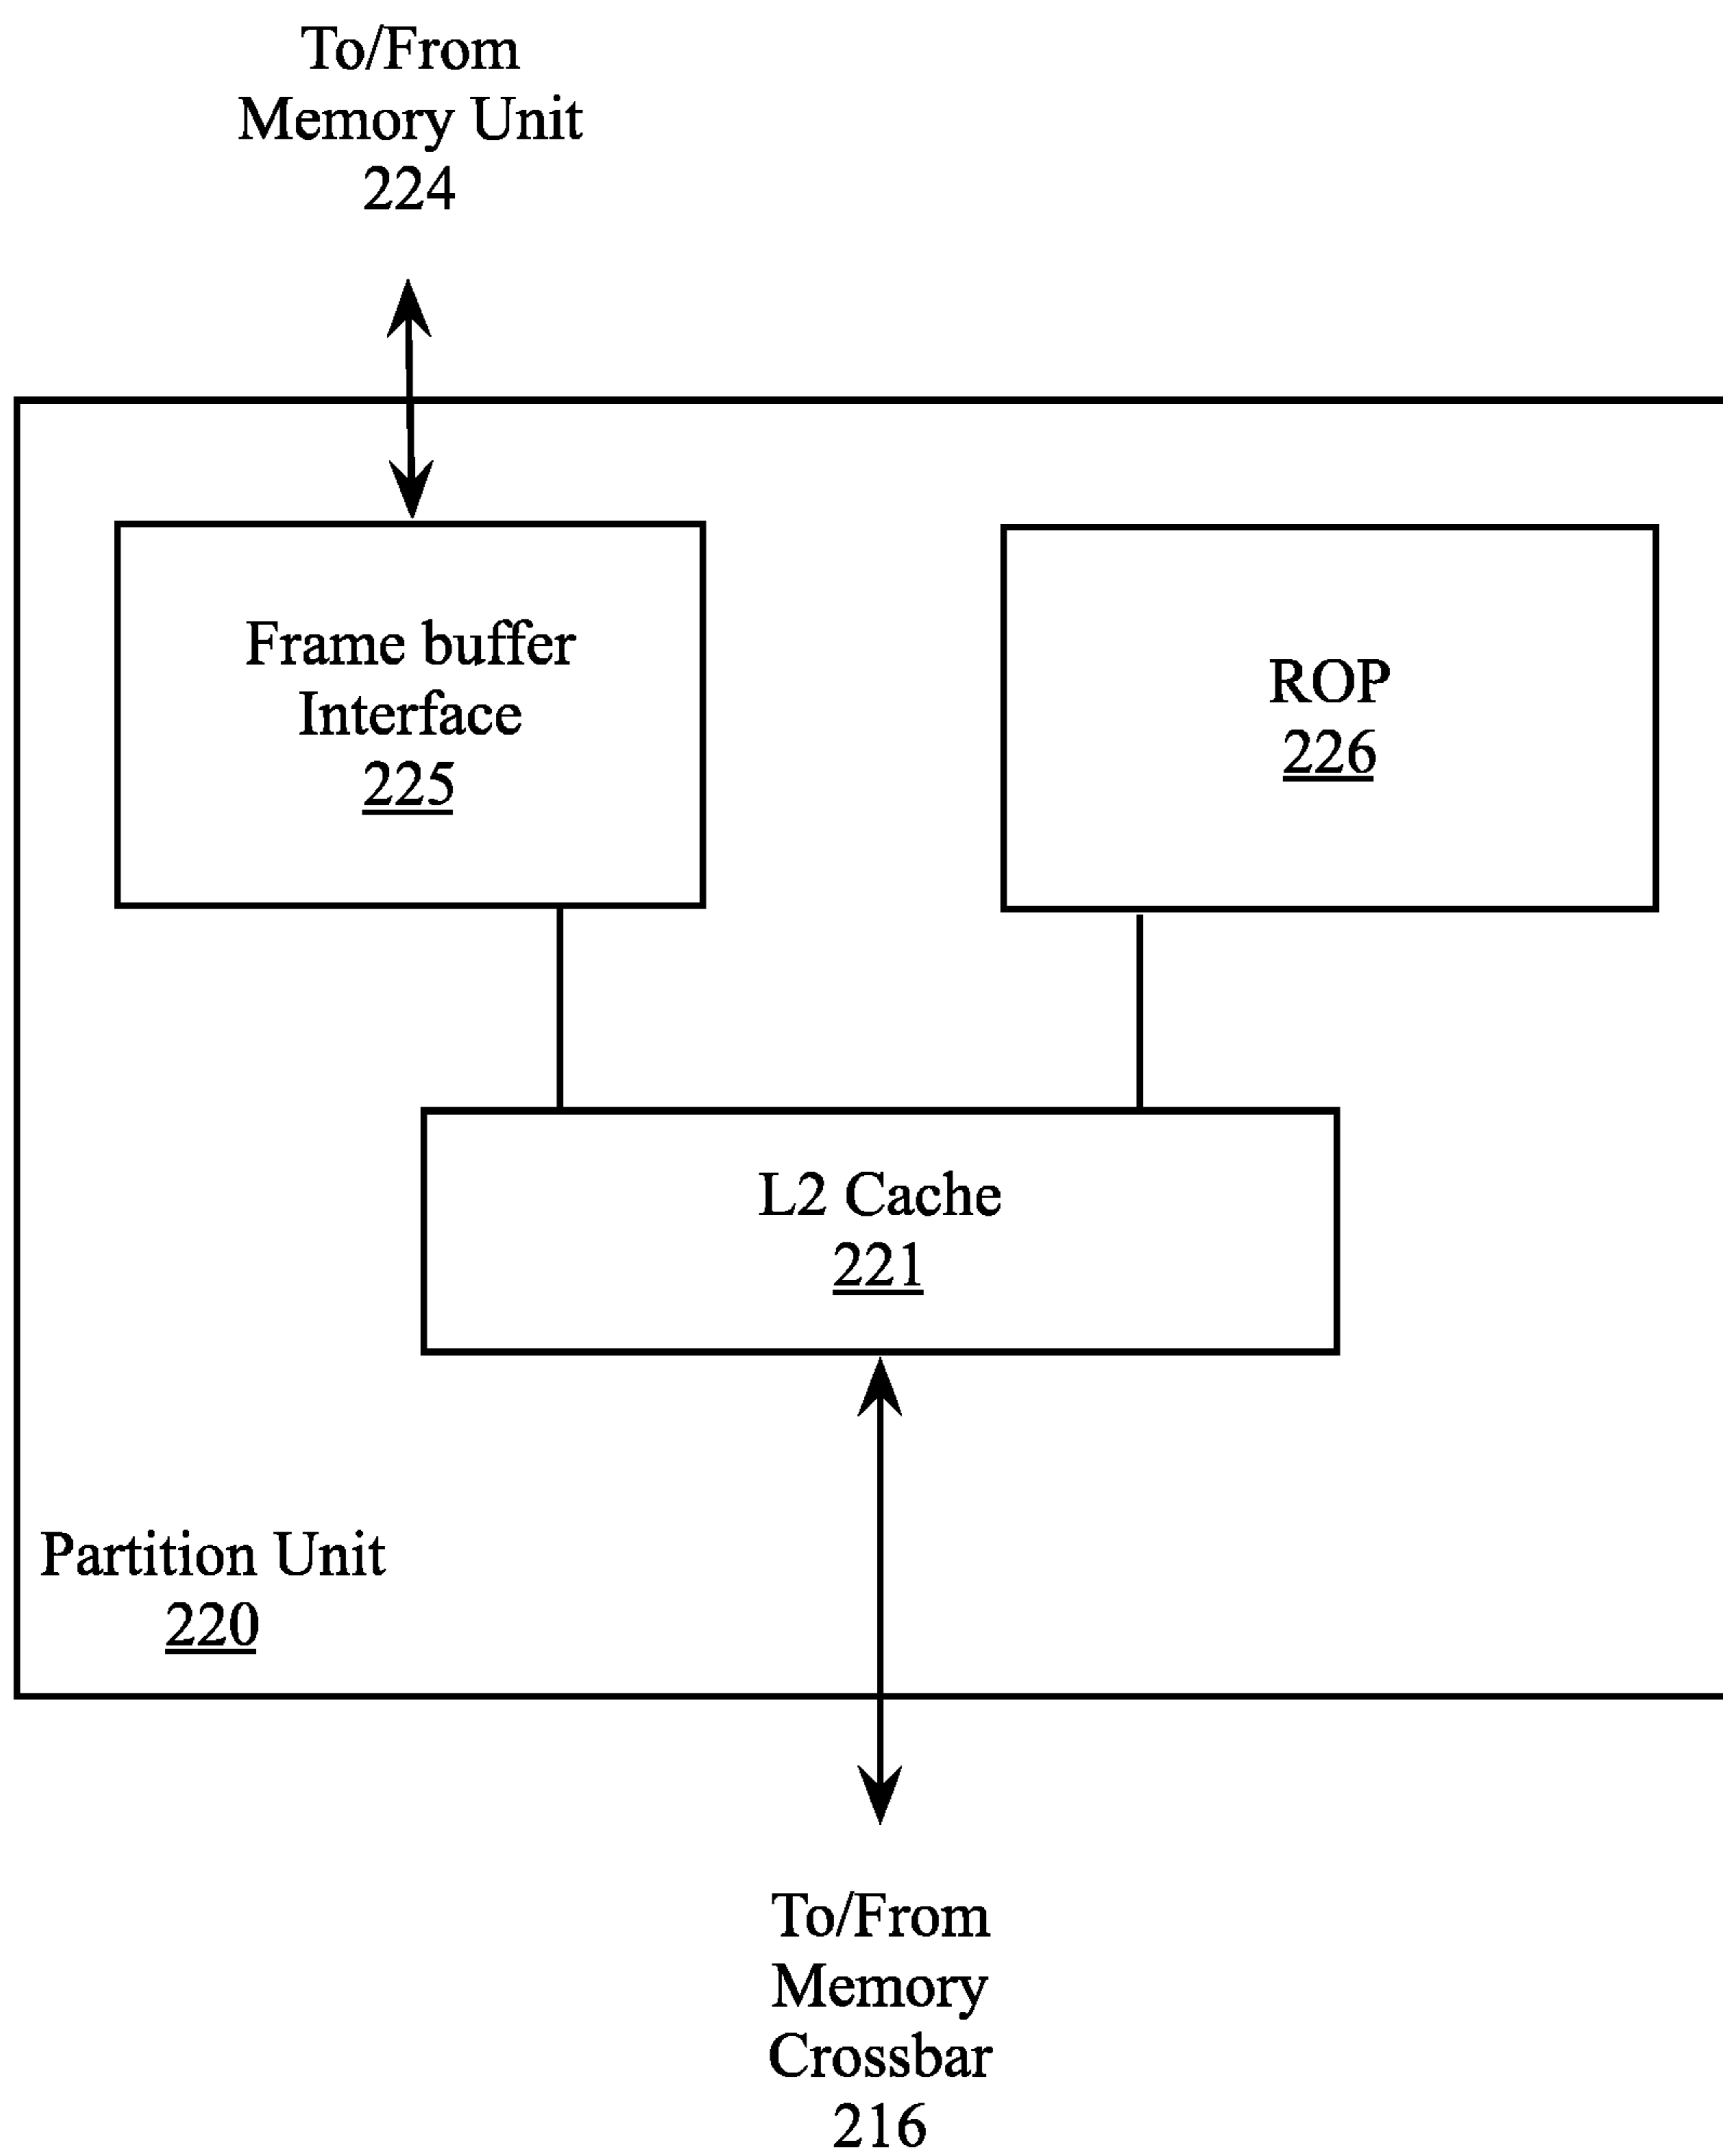 To/From
Memory Unit
224
Frame buffer
Interface
225
ROP
226
L2 Cache
221
Partition Unit
220
To/From
Memory
Crossbar
216